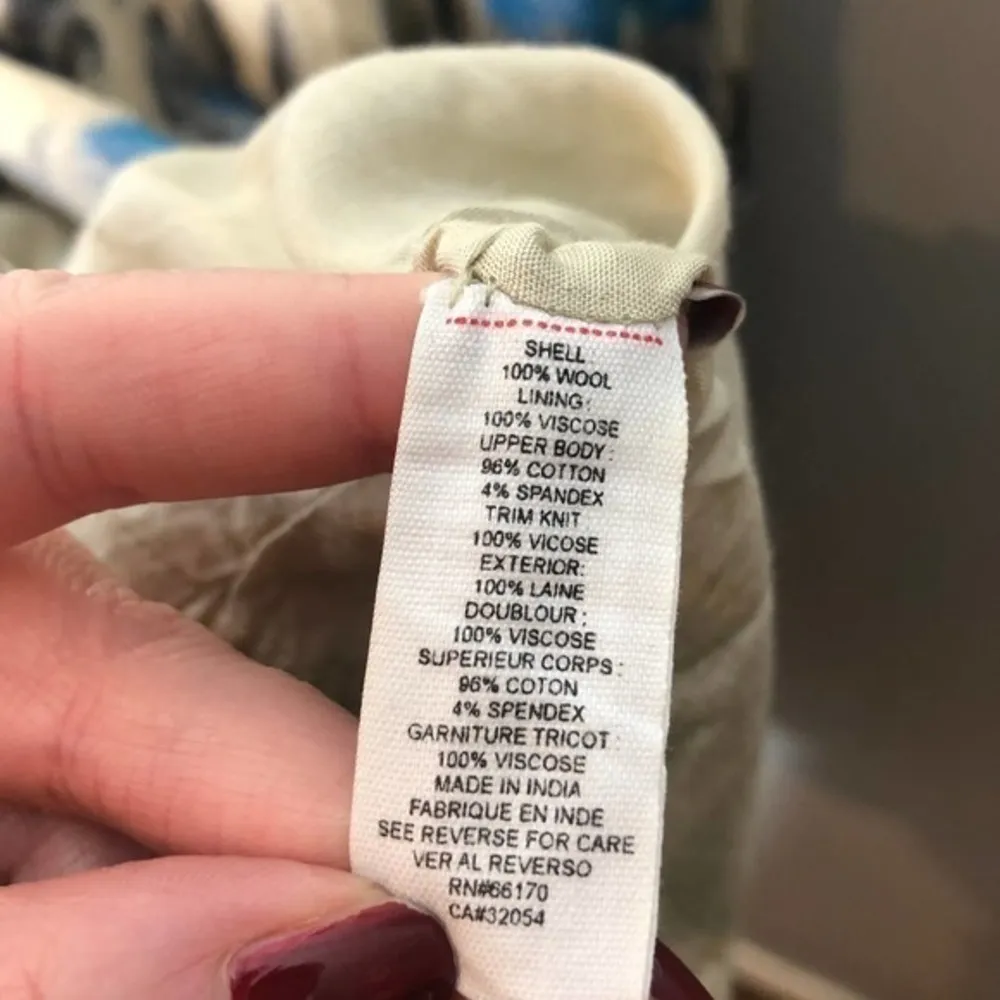 SHELL:
100% WOOL
LINING:
100% VISCOSE
UPPER BODY:
96% COTTON
4% SPANDEX
TRIM KNIT
100% VICOSE
EXTERIOR:
100% LAINE
DOUBLOUR;
100% VISCOSE
SUPERIEUR CORPS:
96% COTON
4% SPENDEX
GARNITURE TRICOT:
100% VISCOSE
MADE IN INDIA
FABRIQUE EN INDE
SEE REVERSE FOR CARE
VER AL REVERSO
RN#66170
CA#32054